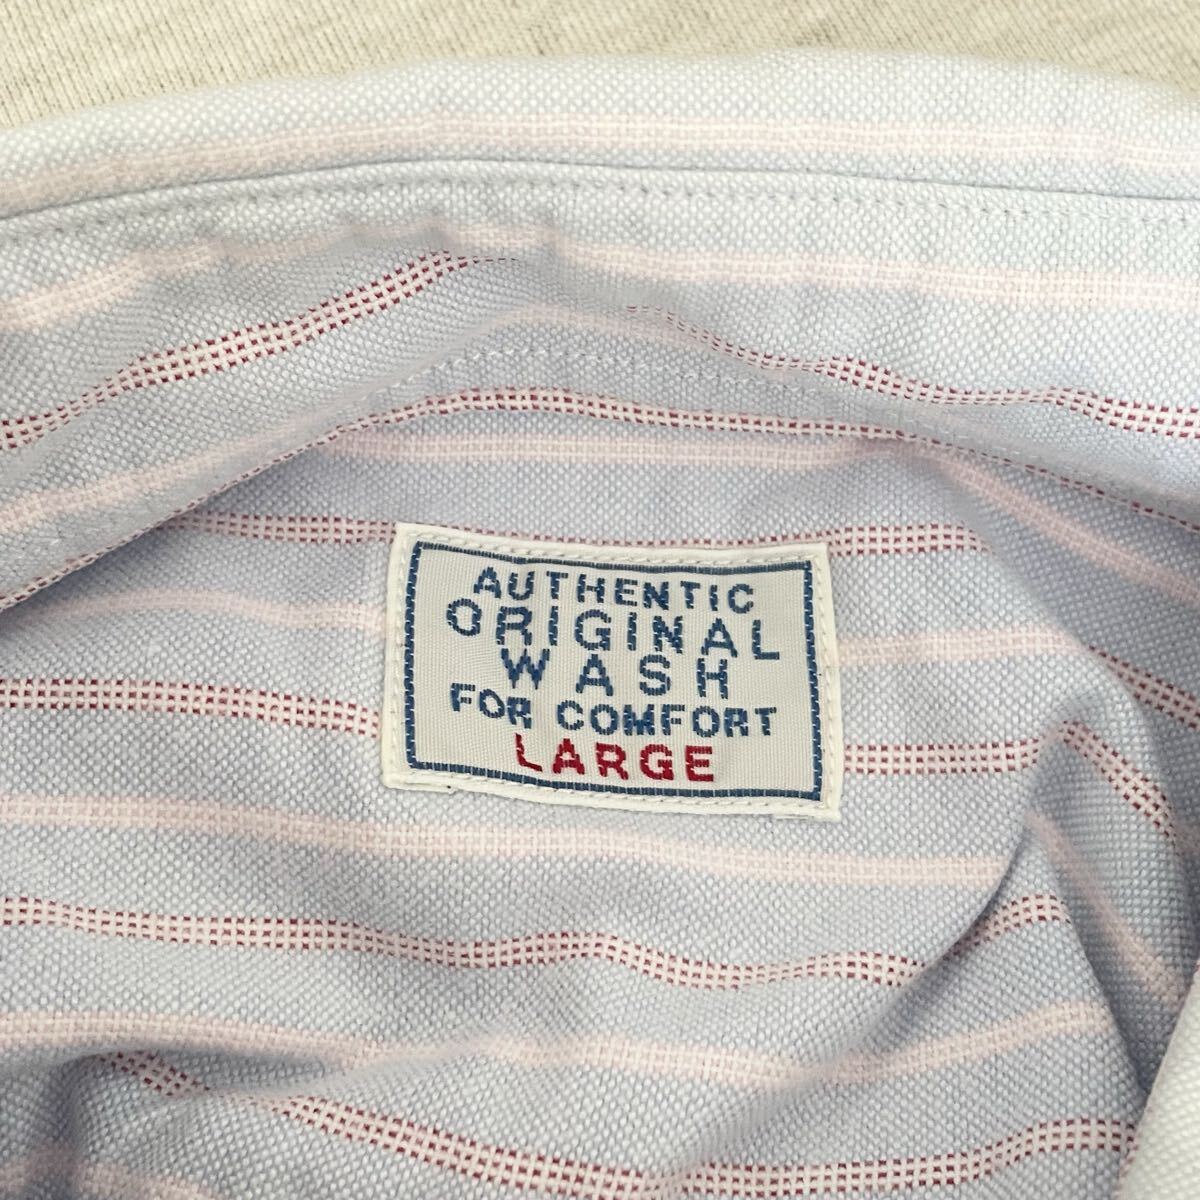 AUTHENTIC
ORIGINAL
WASH
FOR COMFORT
LARGE